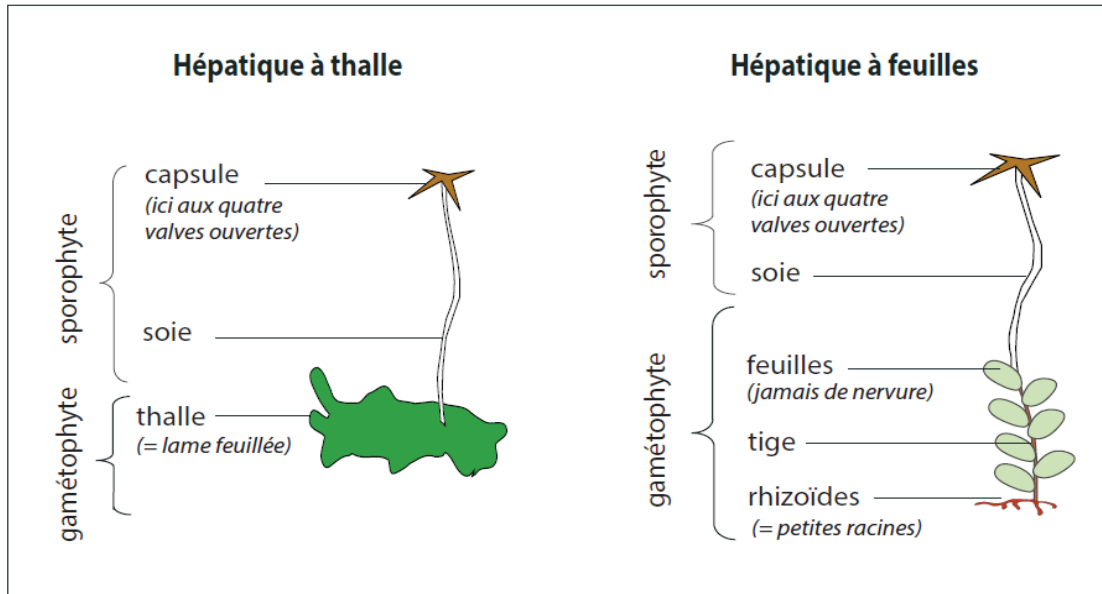 Hépatique à thalle
sporophyte
capsule
(ici aux quatre
valves ouvertes)
soie
gamétophyte
thalle
(= lame feuillée)
Hépatique à feuilles
sporophyte
capsule
(ici aux quatre
valves ouvertes)
soie
gamétophyte
feuilles
(jamais de nervure)
tige
rhizoïdes
(= petites racines)